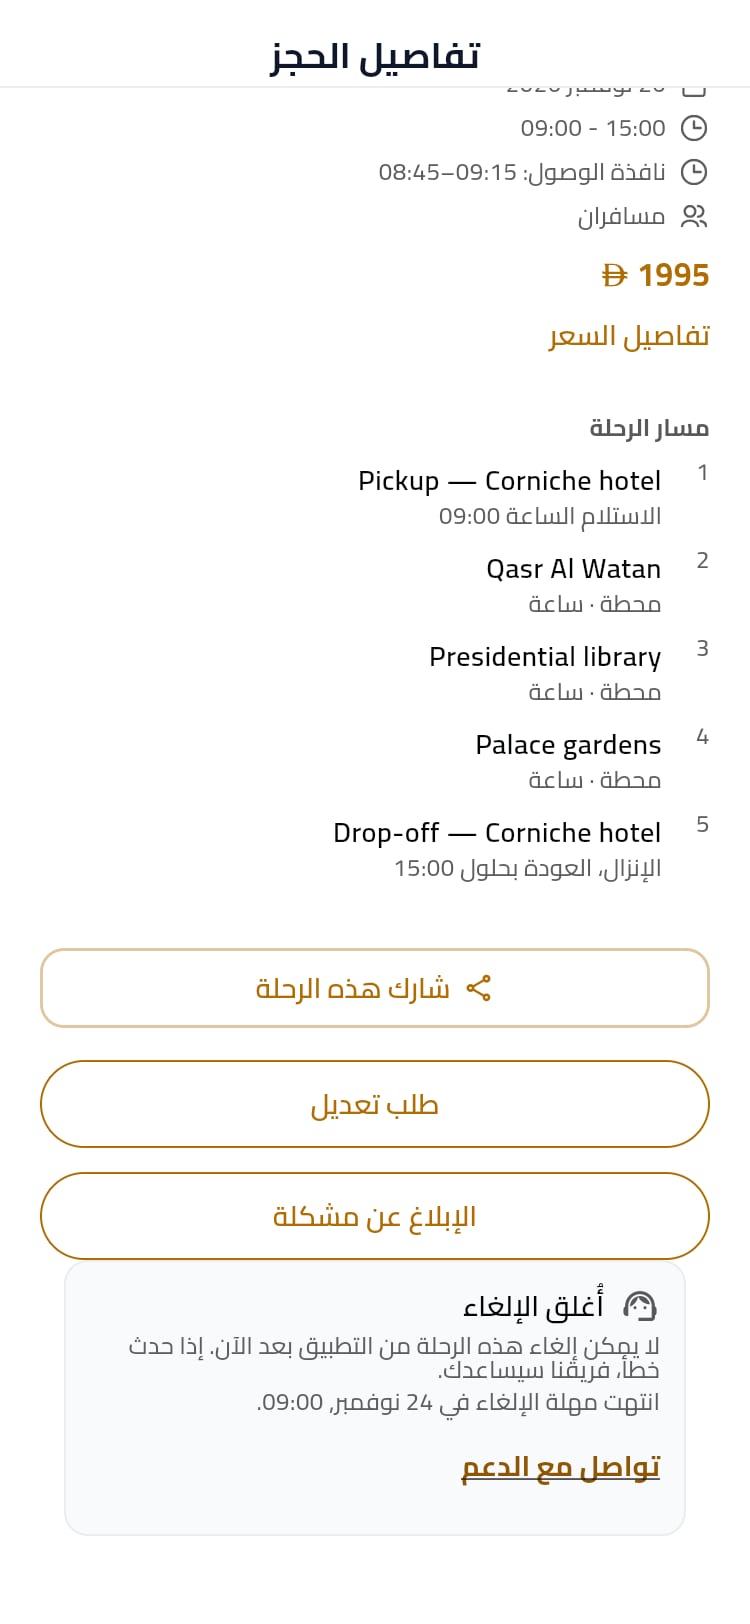 تفاصيل الحجز
09:00 - 15:00
نافذة الوصول: 08:45–09:15
مسافران
1995
تفاصيل السعر
مسار الرحلة
1
Pickup — Corniche hotel
الاستلام الساعة 09:00
2
Qasr Al Watan
محطة · ساعة
3
Presidential library
محطة · ساعة
4
Palace gardens
محطة · ساعة
5
Drop-off — Corniche hotel
الإنزال، العودة بحلول 15:00
شارك هذه الرحلة
طلب تعديل
الإبلاغ عن مشكلة
أُغلق الإلغاء
لا يمكن إلغاء هذه الرحلة من التطبيق بعد الآن. إذا حدث
خطأ، فريقنا سيساعدك.
انتهت مهلة الإلغاء في 24 نوفمبر, 09:00.
تواصل مع الدعم